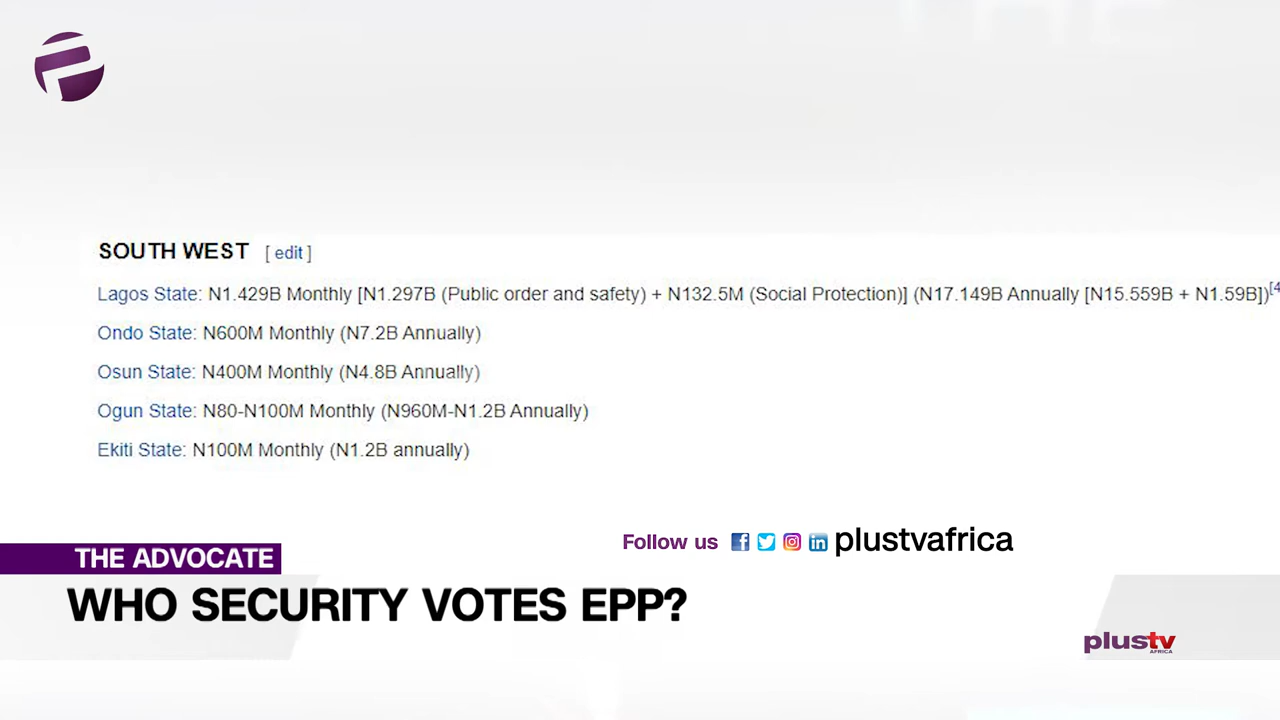 SOUTH WEST [ edit ]
Lagos State: N1.429B Monthly [N1.297B (Public order and safety) + N132.5M (Social Protection)] (N17.149B Annually [N15.559B + N1.59B])[4
Ondo State: N600M Monthly (N7.2B Annually)
Osun State: N400M Monthly (N4.8B Annually)
Ogun State: N80-N100M Monthly (N960M-N1.2B Annually)
Ekiti State: N100M Monthly (N1.2B annually)
Follow us plustvafrica
THE ADVOCATE
WHO SECURITY VOTES EPP?
plustv
AFRICA